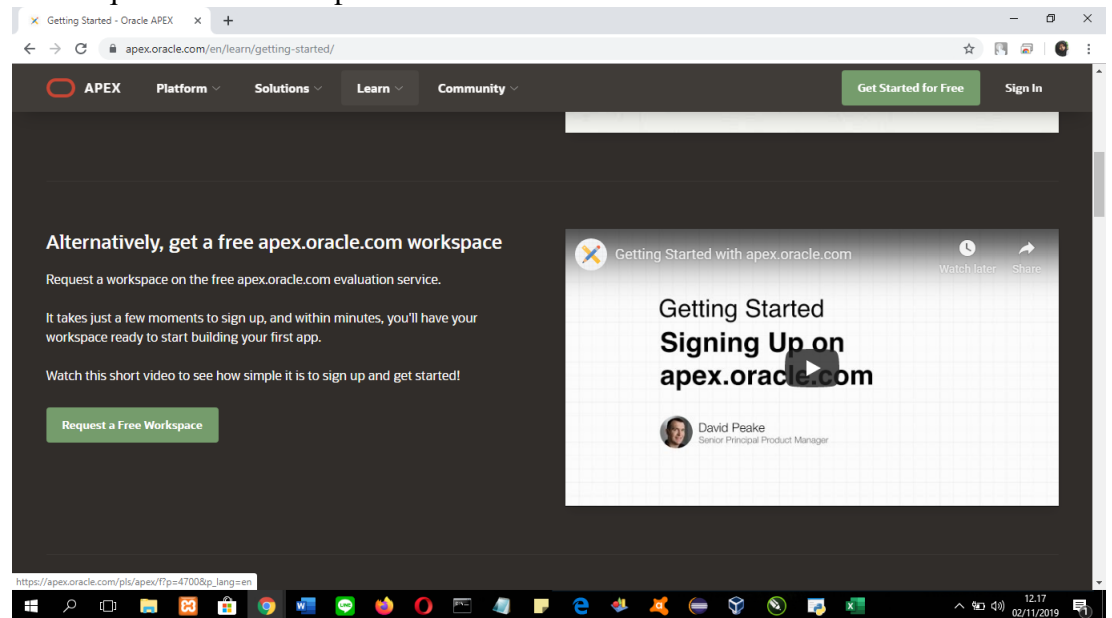 Getting Started - Oracle APEX
apex.oracle.com/en/learn/getting-started/
APEX Platform Solutions Learn Community Get Started for Free Sign In
Alternatively, get a free apex.oracle.com workspace
Request a workspace on the free apex.oracle.com evaluation service.
It takes just a few moments to sign up, and within minutes, you'll have your
workspace ready to start building your first app.
Watch this short video to see how simple it is to sign up and get started!
Request a Free Workspace
Getting Started with apex.oracle.com
Watch later Share
Getting Started
Signing Up on
apex.oracle.com
David Peake
Senior Principal Product Manager
https://apex.oracle.com/pls/apex/f?p=4700&p_lang=en
12.17
02/11/2019